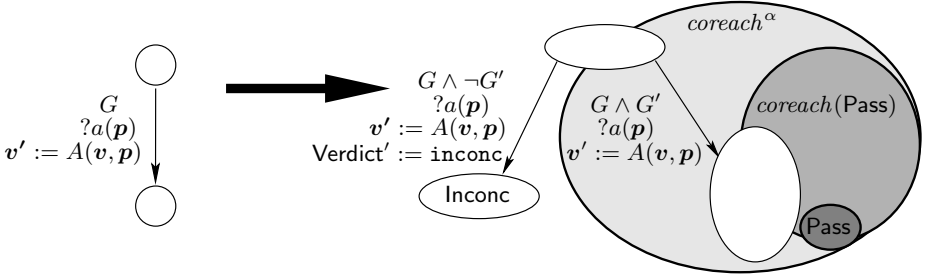 G
?a(p)
v′ := A(v, p)
G ∧ ¬G′
?a(p)
v′ := A(v, p)
Verdict′ := inconc
Inconc
G ∧ G′
?a(p)
v′ := A(v, p)
coreach^α
coreach(Pass)
Pass